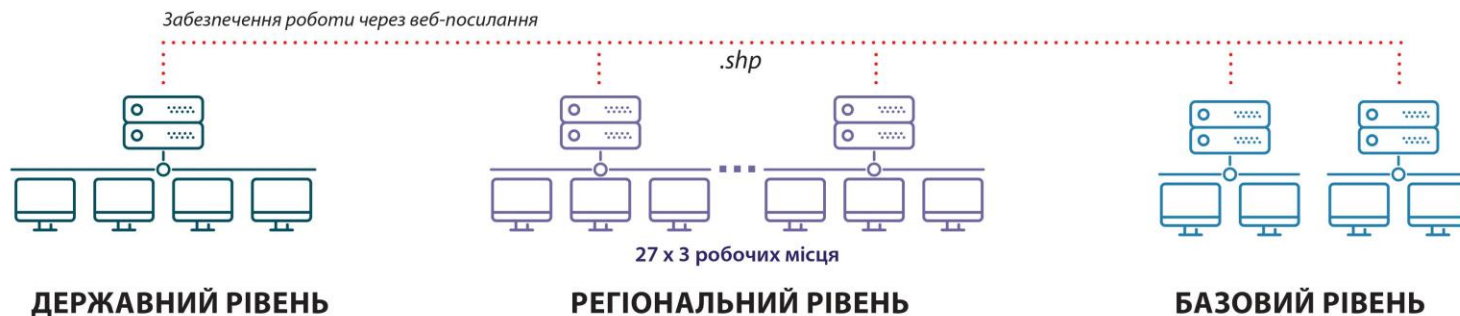 Забезпечення роботи через веб-посилання
.shp
27 х 3 робочих місця
ДЕРЖАВНИЙ РІВЕНЬ
РЕГІОНАЛЬНИЙ РІВЕНЬ
БАЗОВИЙ РІВЕНЬ